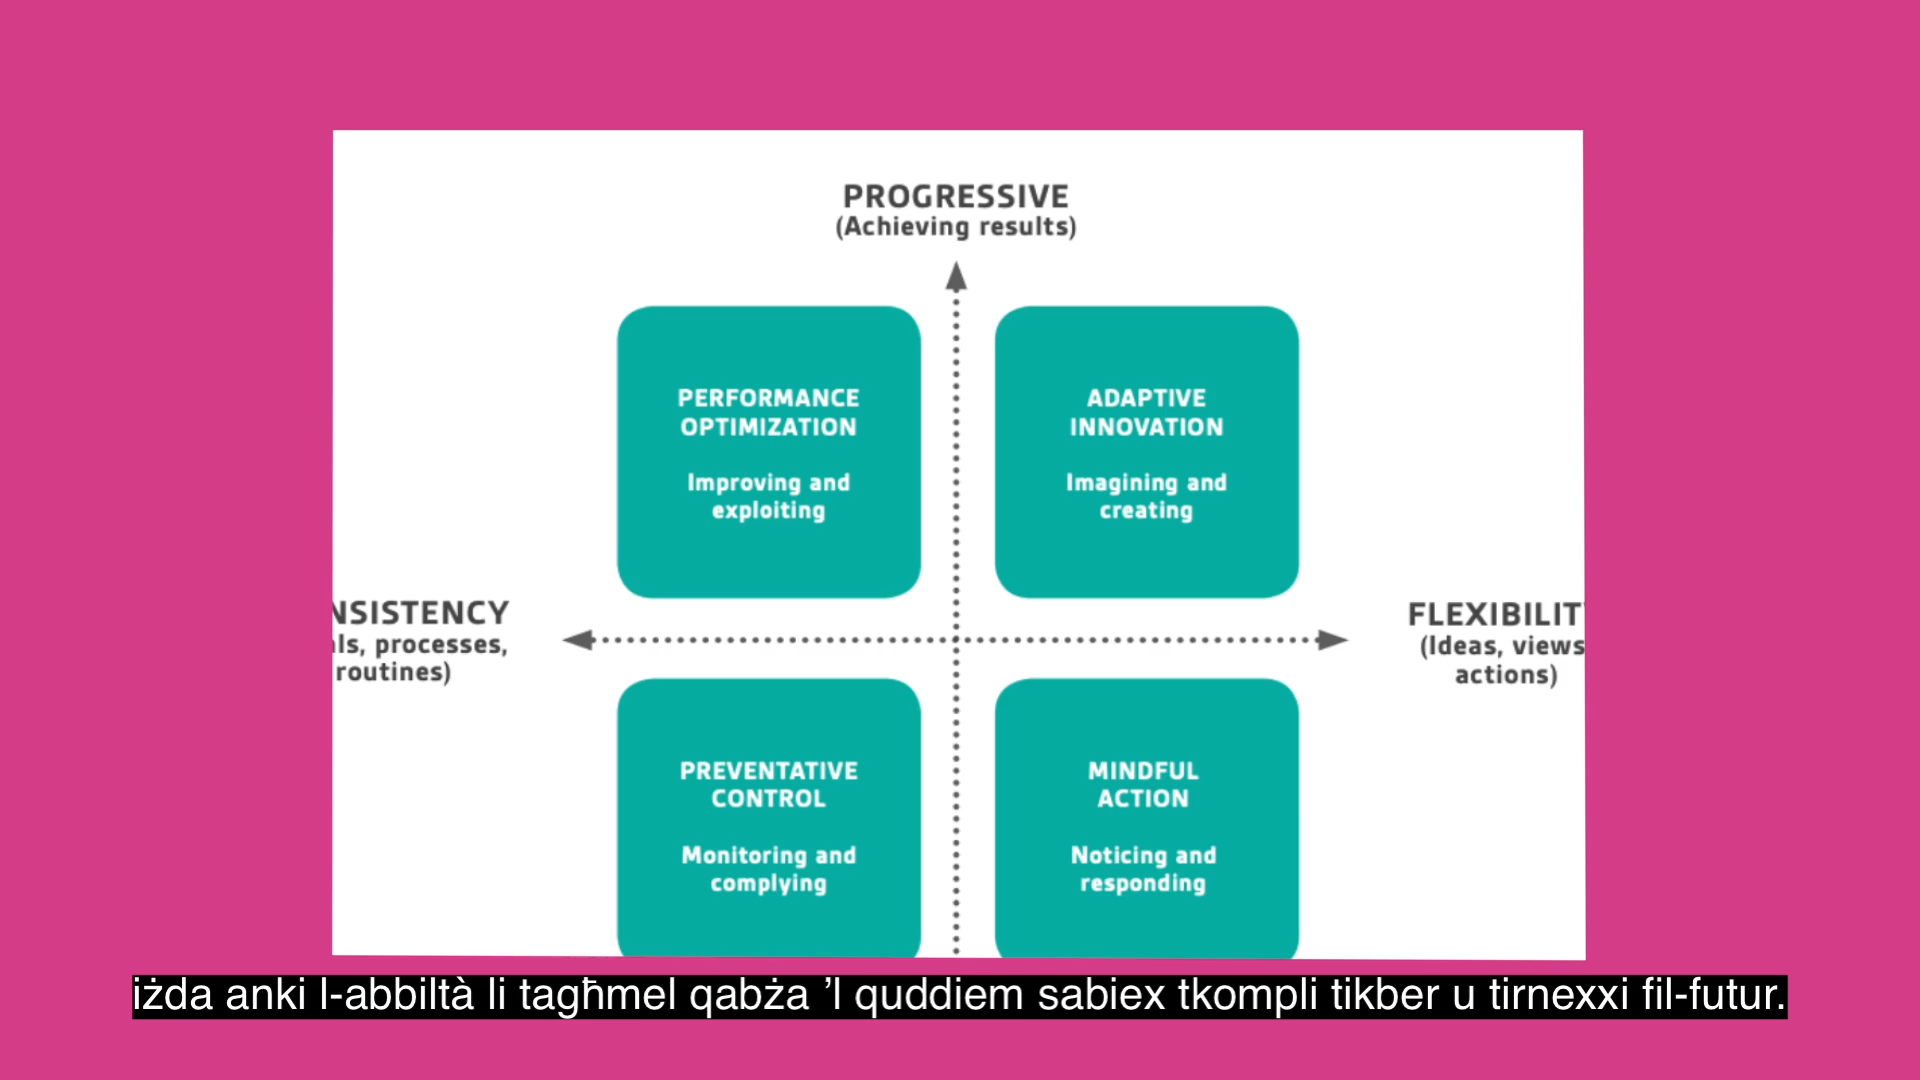 PROGRESSIVE
(Achieving results)
PERFORMANCE
OPTIMIZATION
Improving and
exploiting
ADAPTIVE
INNOVATION
Imagining and
creating
NSISTENCY
ls, processes,
routines)
FLEXIBILIT
(Ideas, views
actions)
PREVENTATIVE
CONTROL
Monitoring and
complying
MINDFUL
ACTION
Noticing and
responding
iżda anki l-abbiltà li tagħmel qabża ’l quddiem sabiex tkompli tikber u tirnexxi fil-futur.